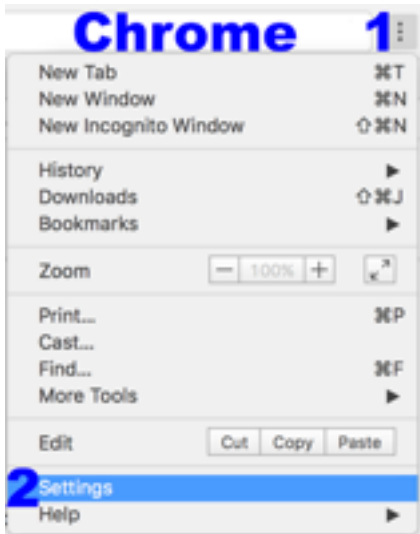 Chrome 1
New Tab ⌘T
New Window ⌘N
New Incognito Window ⇧⌘N
History ▶
Downloads ⇧⌘J
Bookmarks ▶
Zoom − 100% +
Print... ⌘P
Cast...
Find... ⌘F
More Tools ▶
Edit Cut Copy Paste
2 Settings
Help ▶